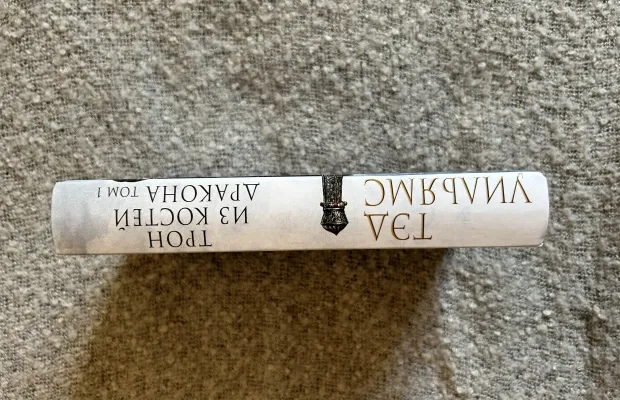 ТЭД
УИЛЬЯМС
ТРОН
ИЗ КОСТЕЙ
ДРАКОНА ТОМ 1